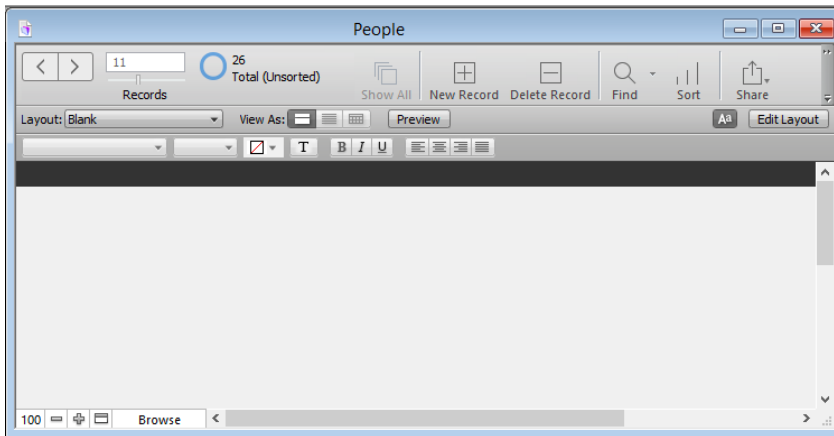 People
11
Records
26
Total (Unsorted)
Show All
New Record
Delete Record
Find
Sort
Share
Layout: Blank
View As:
Preview
Aa
Edit Layout
T
B I U
100
Browse